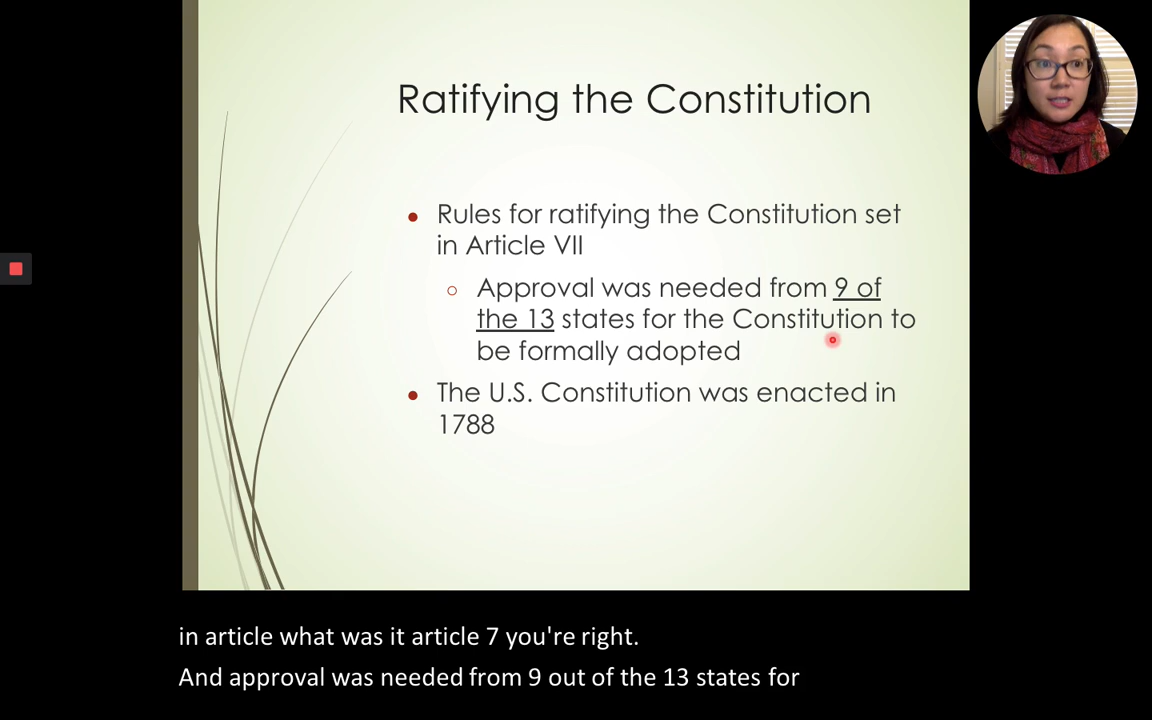 Ratifying the Constitution
Rules for ratifying the Constitution set
in Article VII
Approval was needed from 9 of
the 13 states for the Constitution to
be formally adopted
The U.S. Constitution was enacted in
1788
in article what was it article 7 you're right.
And approval was needed from 9 out of the 13 states for